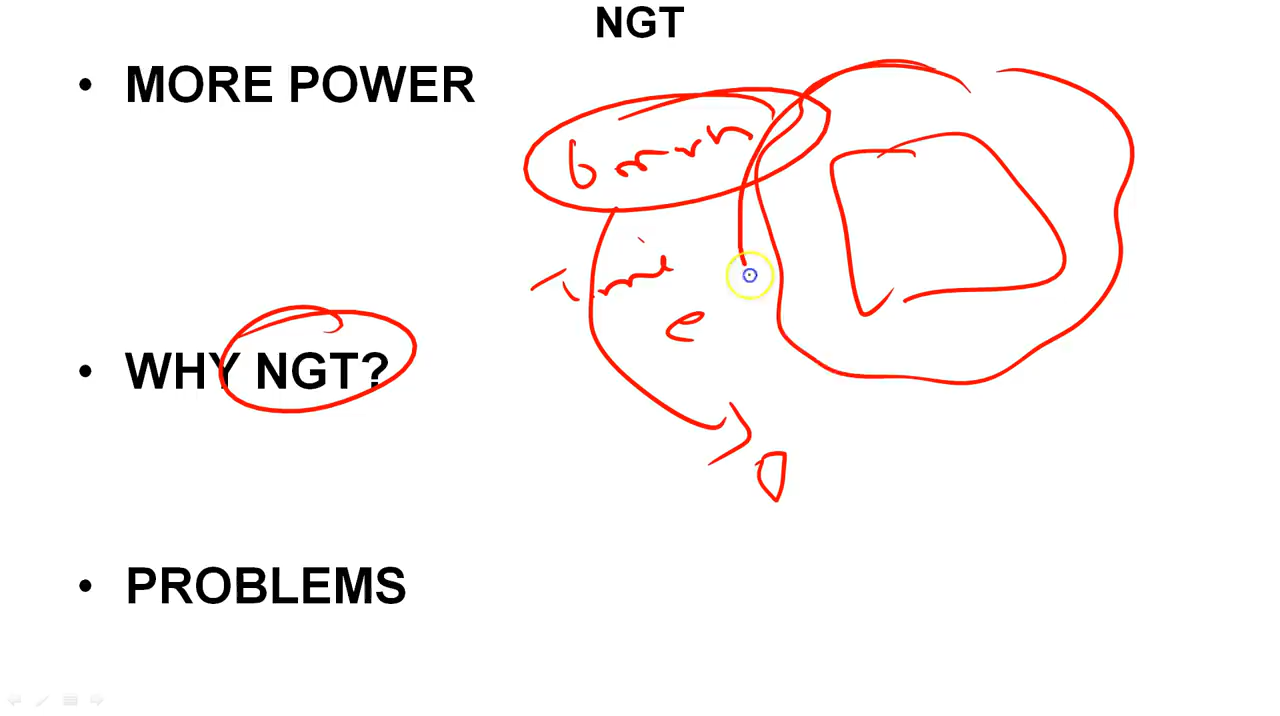 NGT
• MORE POWER
• WHY NGT?
• PROBLEMS